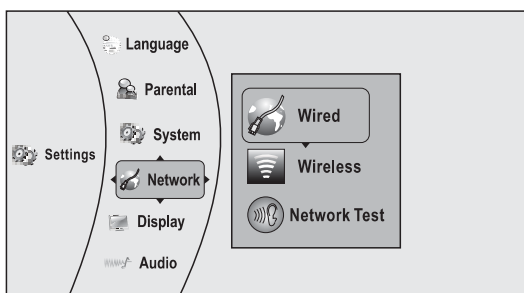 Settings
Language
Parental
System
Network
Display
Audio
Wired
Wireless
Network Test